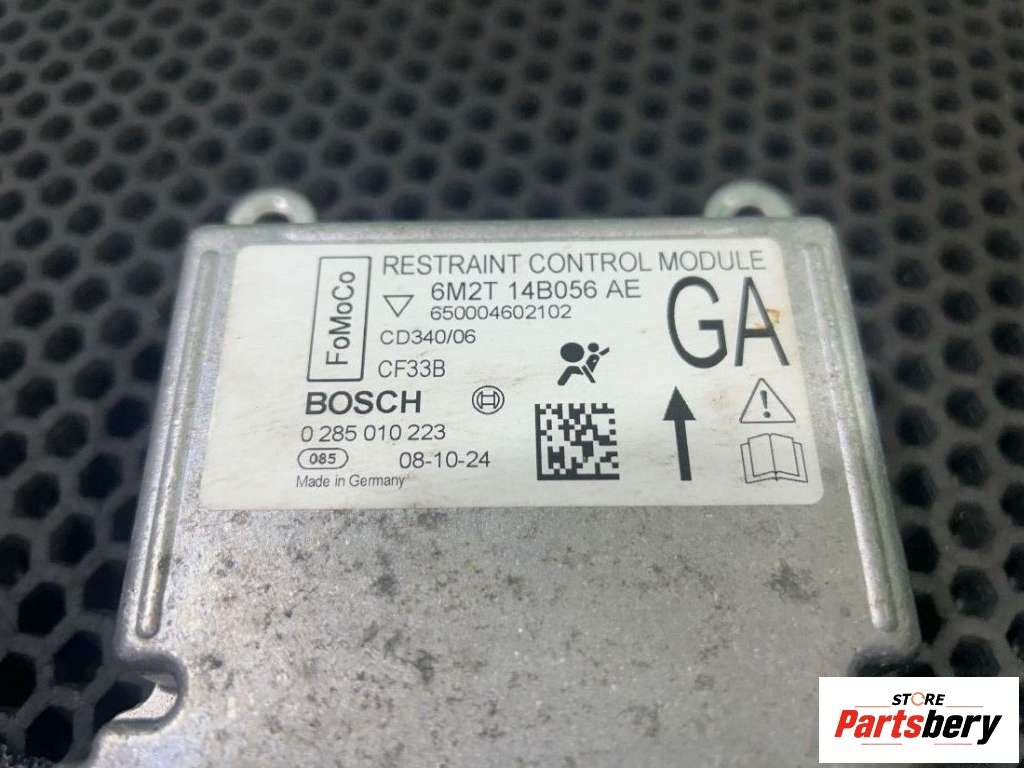 FoMoCo
RESTRAINT CONTROL MODULE
6M2T 14B056 AE
650004602102
CD340/06
CF33B
GA
BOSCH
0 285 010 223
085 08-10-24
Made in Germany
STORE
Partsbery